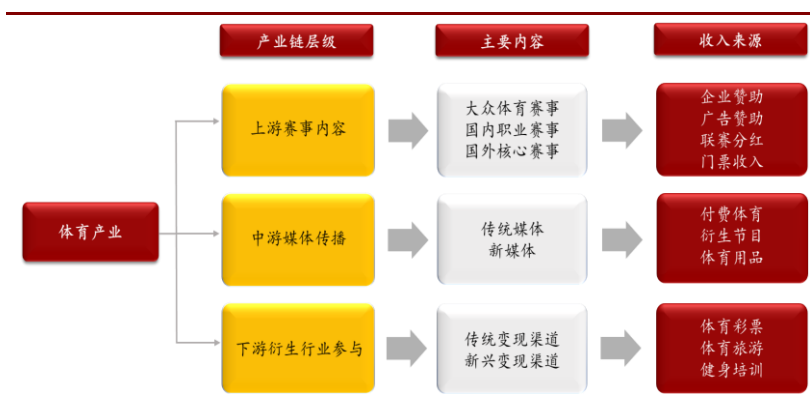 产业链层级
主要内容
收入来源
体育产业
上游赛事内容
大众体育赛事
国内职业赛事
国外核心赛事
企业赞助
广告赞助
联赛分红
门票收入
中游媒体传播
传统媒体
新媒体
付费体育
衍生节目
体育用品
下游衍生行业参与
传统变现渠道
新兴变现渠道
体育彩票
体育旅游
健身培训